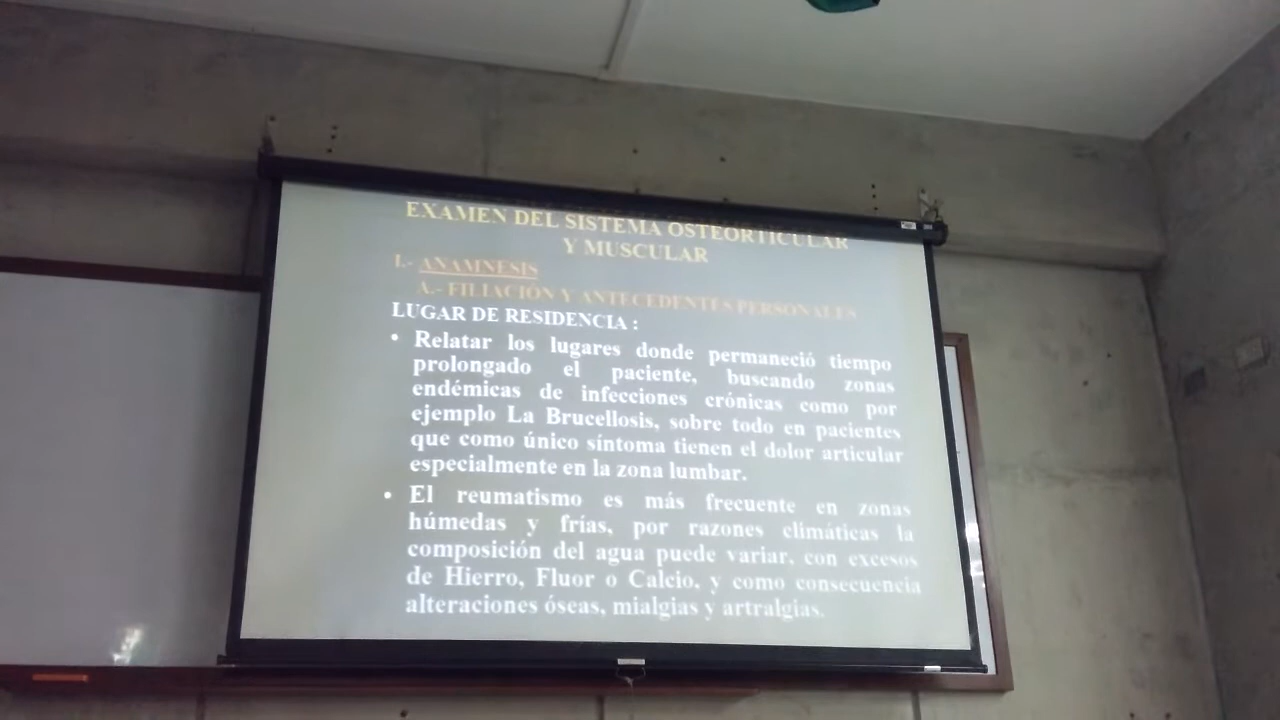 EXAMEN DEL SISTEMA OSTEORTICULAR
Y MUSCULAR
I.- ANAMNESIS
A.- FILIACIÓN Y ANTECEDENTES PERSONALES
LUGAR DE RESIDENCIA :
• Relatar los lugares donde permaneció tiempo
prolongado el paciente, buscando zonas
endémicas de infecciones crónicas como por
ejemplo La Brucellosis, sobre todo en pacientes
que como único síntoma tienen el dolor articular
especialmente en la zona lumbar.
• El reumatismo es más frecuente en zonas
húmedas y frías, por razones climáticas la
composición del agua puede variar, con excesos
de Hierro, Fluor o Calcio, y como consecuencia
alteraciones óseas, mialgias y artralgias.